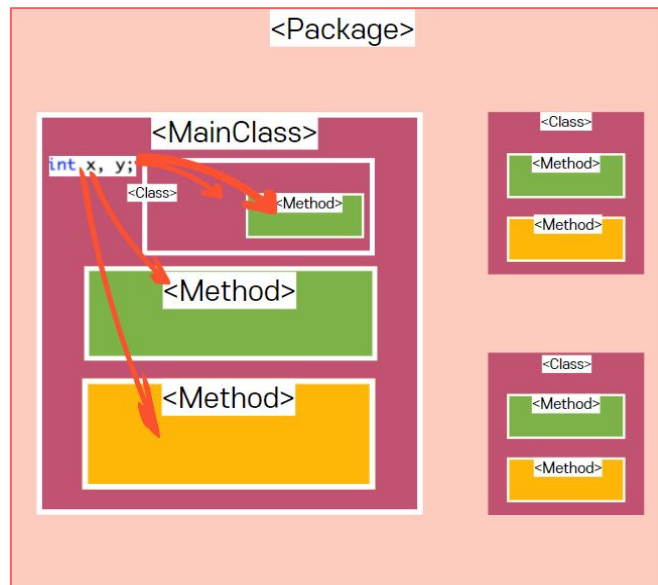 <Package>
<MainClass>
int x, y;
<Class>
<Method>
<Method>
<Method>
<Class>
<Method>
<Method>
<Class>
<Method>
<Method>